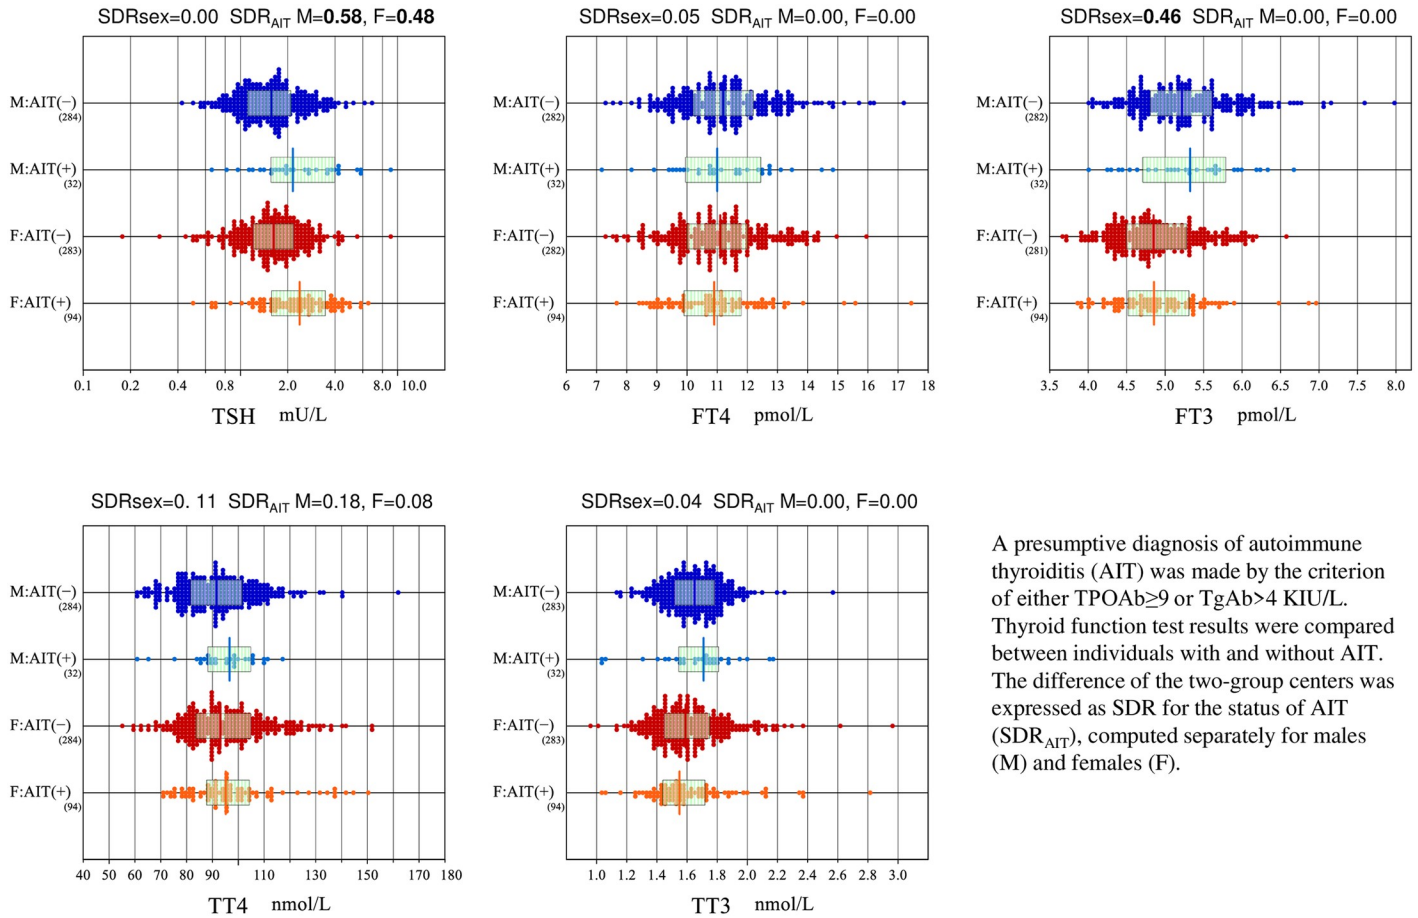 SDRsex=0.00 SDRAIT M=0.58, F=0.48
M:AIT(−)
(284)
M:AIT(+)
(32)
F:AIT(−)
(283)
F:AIT(+)
(94)
0.1 0.2 0.4 0.8 2.0 4.0 8.0 10.0
TSH mU/L
SDRsex=0.05 SDRAIT M=0.00, F=0.00
M:AIT(−)
(282)
M:AIT(+)
(32)
F:AIT(−)
(282)
F:AIT(+)
(94)
6 7 8 9 10 11 12 13 14 15 16 17 18
FT4 pmol/L
SDRsex=0.46 SDRAIT M=0.00, F=0.00
M:AIT(−)
(282)
M:AIT(+)
(32)
F:AIT(−)
(281)
F:AIT(+)
(94)
3.5 4.0 4.5 5.0 5.5 6.0 6.5 7.0 7.5 8.0
FT3 pmol/L
SDRsex=0. 11 SDRAIT M=0.18, F=0.08
M:AIT(−)
(284)
M:AIT(+)
(32)
F:AIT(−)
(284)
F:AIT(+)
(94)
40 50 70 90 110 130 150 170 180
TT4 nmol/L
SDRsex=0.04 SDRAIT M=0.00, F=0.00
M:AIT(−)
(283)
M:AIT(+)
(32)
F:AIT(−)
(283)
F:AIT(+)
(94)
1.0 1.2 1.4 1.6 1.8 2.0 2.2 2.4 2.6 2.8 3.0
TT3 nmol/L
A presumptive diagnosis of autoimmune
thyroiditis (AIT) was made by the criterion
of either TPOAb≥9 or TgAb>4 KIU/L.
Thyroid function test results were compared
between individuals with and without AIT.
The difference of the two-group centers was
expressed as SDR for the status of AIT
(SDRAIT), computed separately for males
(M) and females (F).